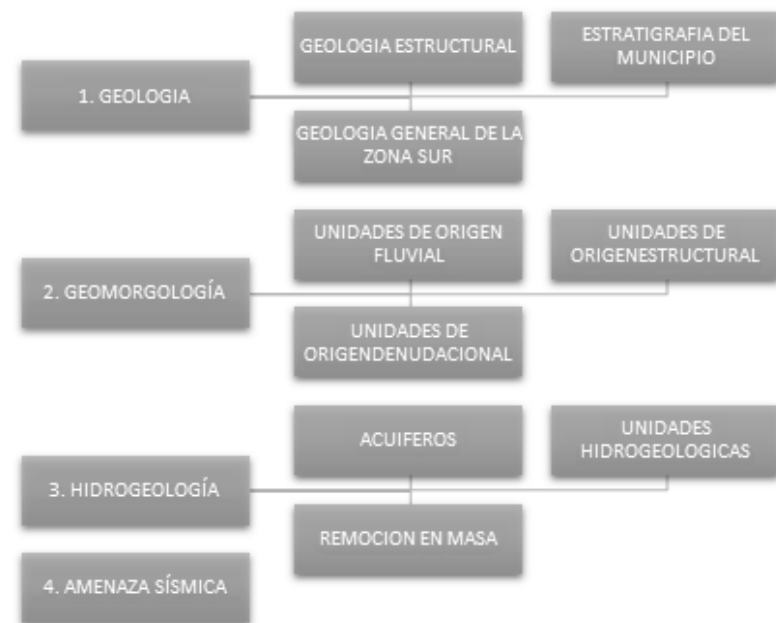 1. GEOLOGIA
GEOLOGIA ESTRUCTURAL
ESTRATIGRAFIA DEL
MUNICIPIO
GEOLOGIA GENERAL DE LA
ZONA SUR
2. GEOMORGOLOGÍA
UNIDADES DE ORIGEN
FLUVIAL
UNIDADES DE
ORIGENESTRUCTURAL
UNIDADES DE
ORIGENDENUDACIONAL
3. HIDROGEOLOGÍA
ACUIFEROS
UNIDADES
HIDROGEOLOGICAS
REMOCION EN MASA
4. AMENAZA SÍSMICA